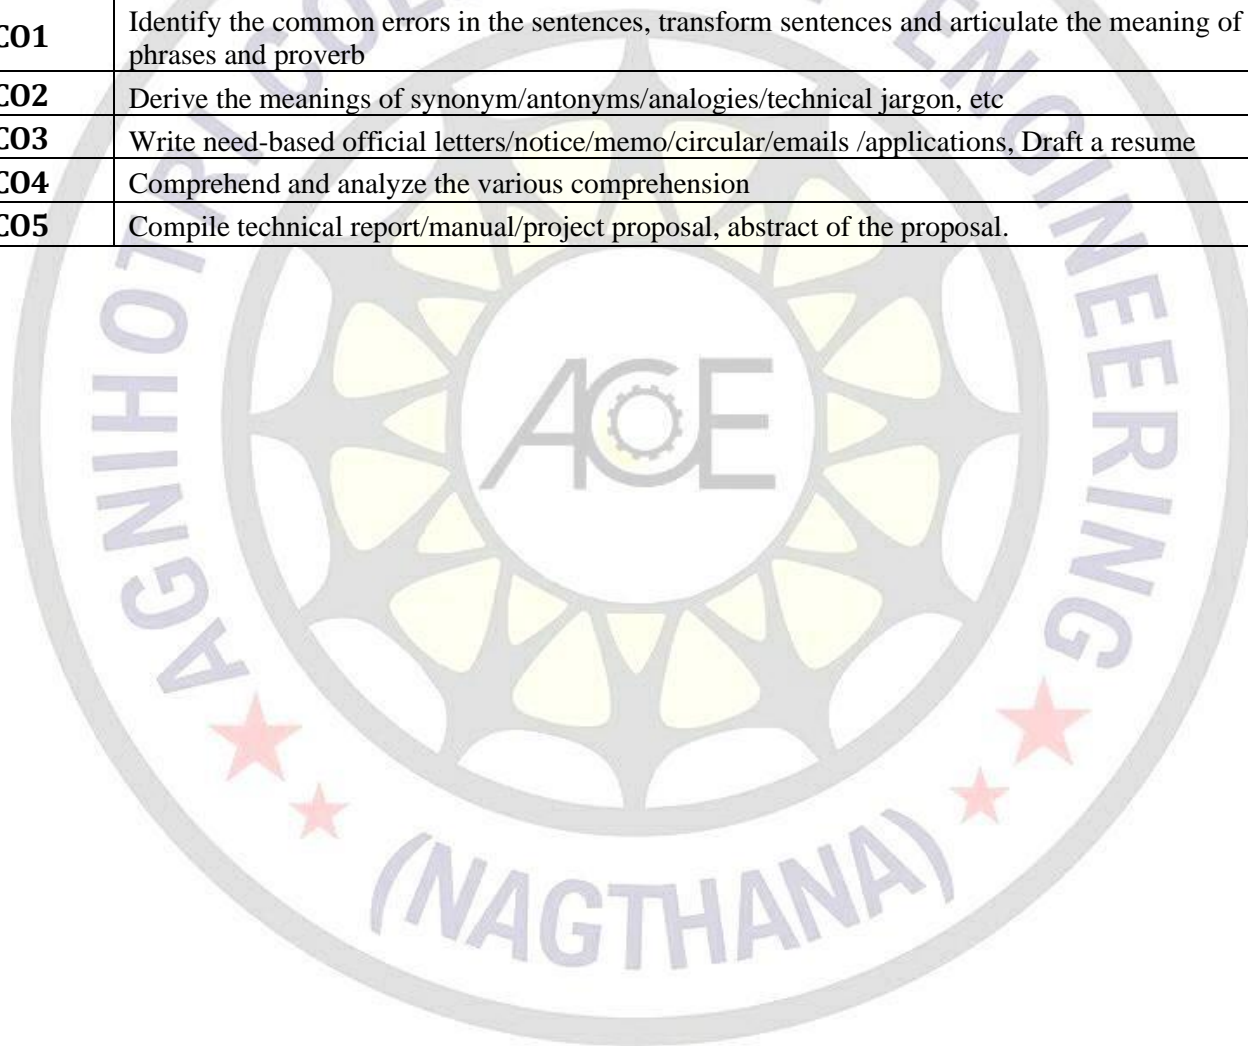 CO1 Identify the common errors in the sentences, transform sentences and articulate the meaning of
phrases and proverb
CO2 Derive the meanings of synonym/antonyms/analogies/technical jargon, etc
CO3 Write need-based official letters/notice/memo/circular/emails /applications, Draft a resume
CO4 Comprehend and analyze the various comprehension
CO5 Compile technical report/manual/project proposal, abstract of the proposal.
AGNIHOTRI
ENGINEERING
ACE
(NAGTHANA)